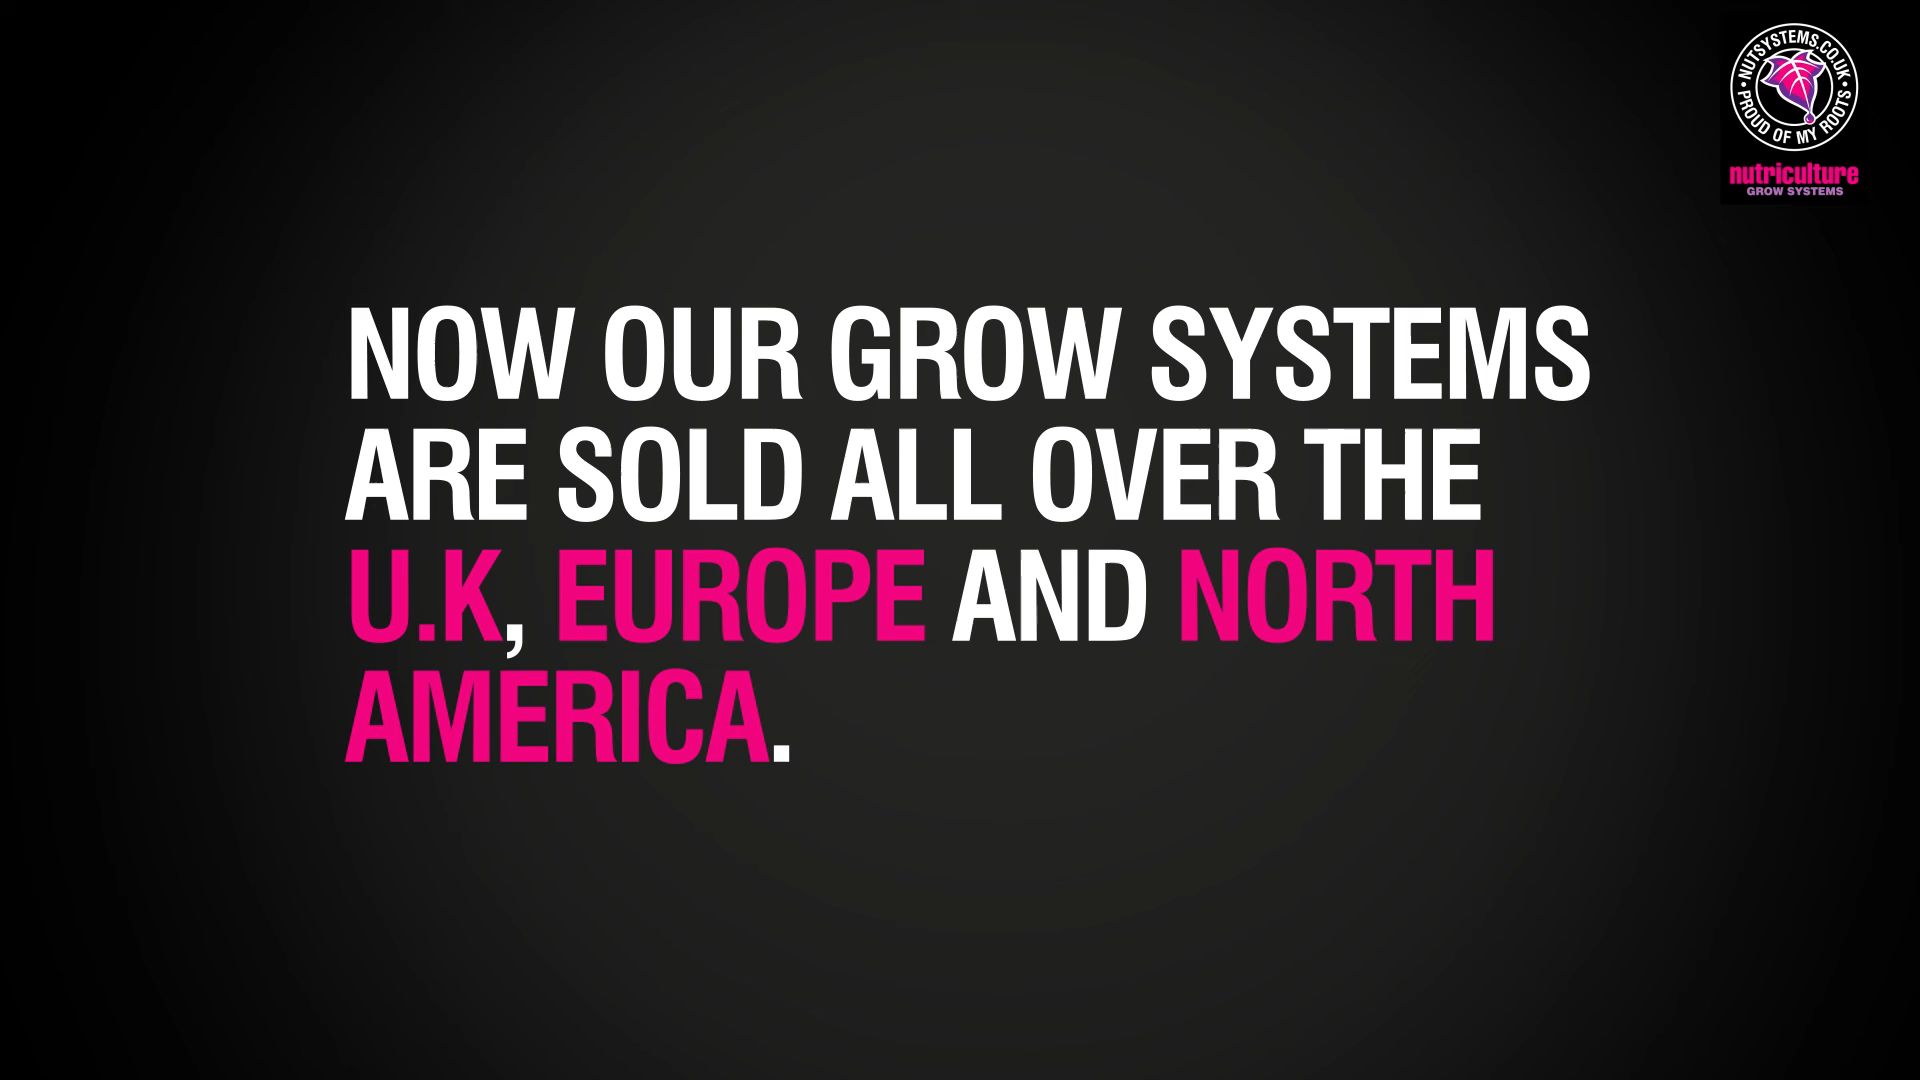 NUTSYSTEMS.CO.UK
PROUD OF MY ROOTS
nutriculture
GROW SYSTEMS
NOW OUR GROW SYSTEMS
ARE SOLD ALL OVER THE
U.K, EUROPE AND NORTH
AMERICA.